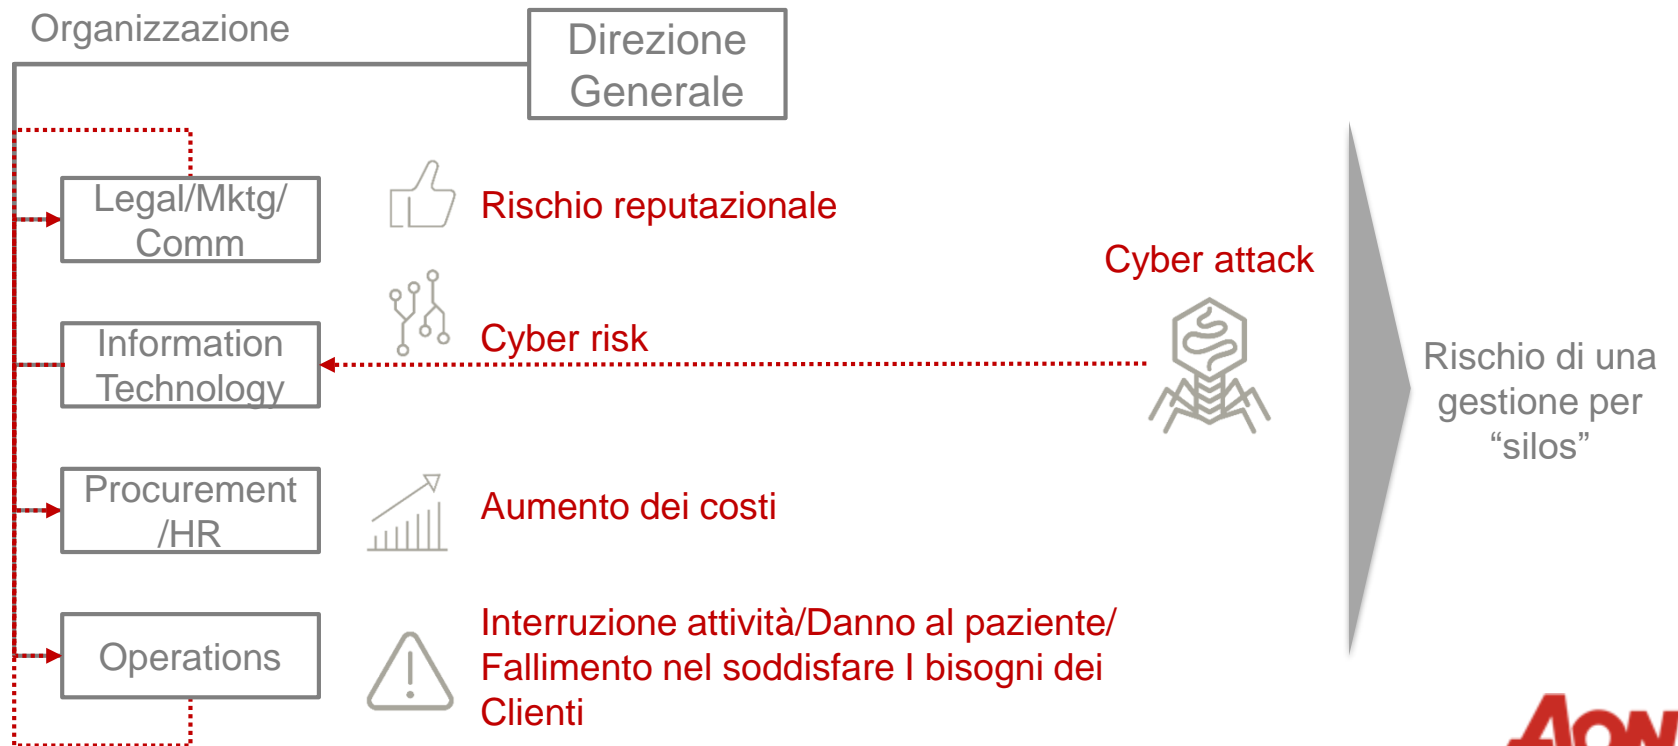 Organizzazione
Direzione
Generale
Legal/Mktg/
Comm
Rischio reputazionale
Cyber attack
Information
Technology
Cyber risk
Rischio di una
gestione per
“silos”
Procurement
/HR
Aumento dei costi
Operations
Interruzione attività/Danno al paziente/
Fallimento nel soddisfare I bisogni dei
Clienti
AON